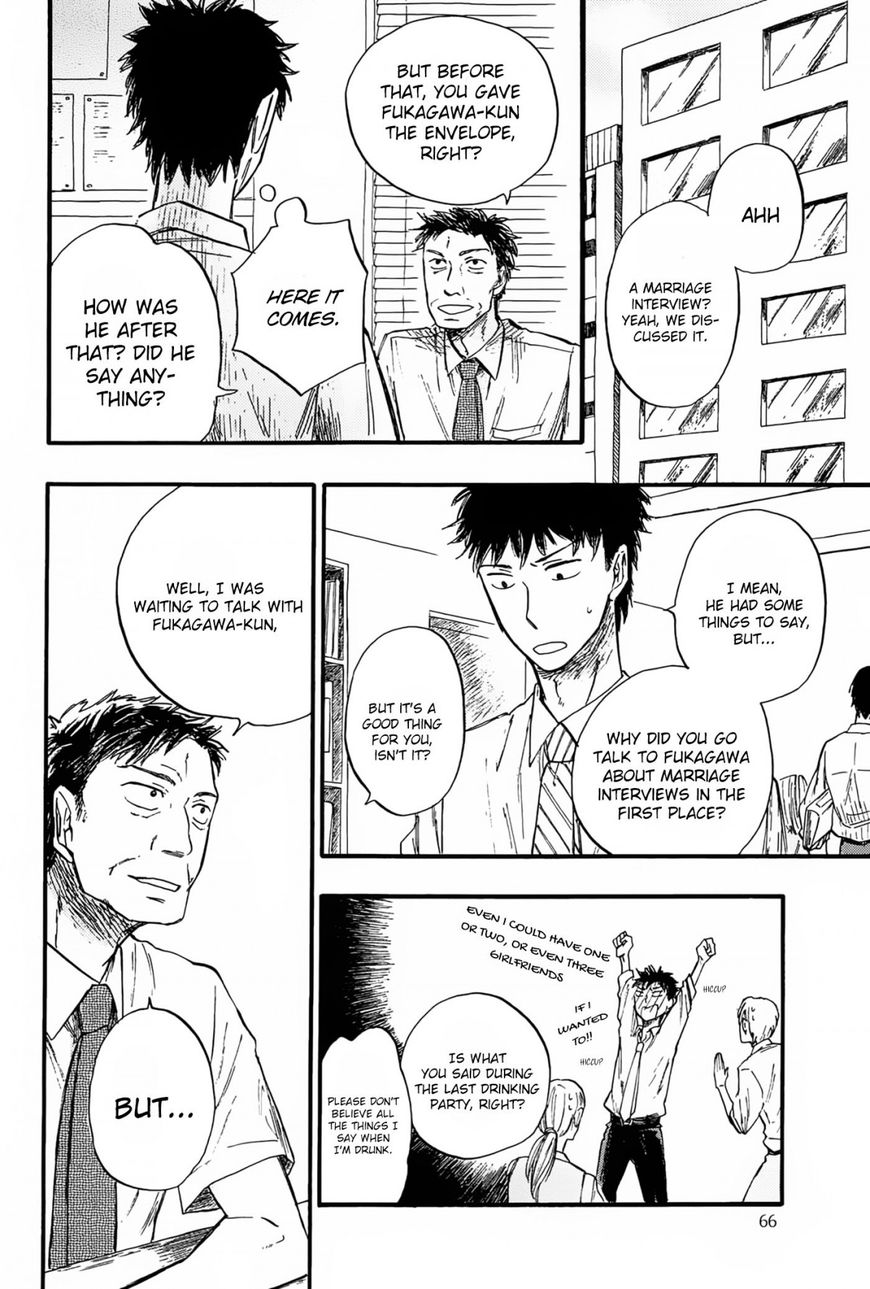 AHH
A MARRIAGE
INTERVIEW?
YEAH, WE DIS-
CUSSED IT.
BUT BEFORE
THAT, YOU GAVE
FUKAGAWA-KUN
THE ENVELOPE,
RIGHT?
HERE IT
COMES.
HOW WAS
HE AFTER
THAT? DID HE
SAY ANY-
THING?
I MEAN,
HE HAD SOME
THINGS TO SAY,
BUT...
WHY DID YOU GO
TALK TO FUKAGAWA
ABOUT MARRIAGE
INTERVIEWS IN THE
FIRST PLACE?
BUT IT'S A
GOOD THING
FOR YOU,
ISN'T IT?
WELL, I WAS
WAITING TO TALK WITH
FUKAGAWA-KUN,
BUT...
EVEN I COULD HAVE ONE
OR TWO, OR EVEN THREE
GIRLFRIENDS
IF I
WANTED
TO!!
HICCUP
HICCUP
IS WHAT
YOU SAID DURING
THE LAST DRINKING
PARTY, RIGHT?
PLEASE DON'T
BELIEVE ALL
THE THINGS I
SAY WHEN
I'M DRUNK.
66